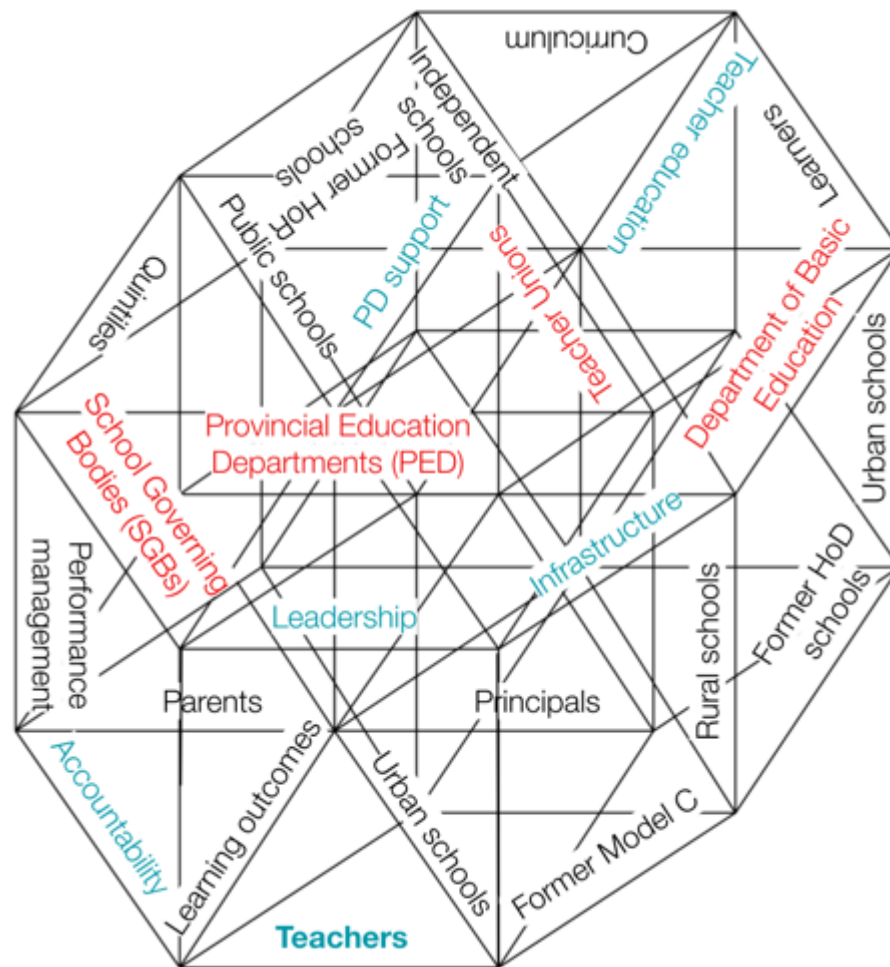 Curriculum
Independent
schools
Teacher education
Learners
Former HoR
schools
Public schools
PD support
Quintiles
Teacher Unions
Department of Basic
Education
Urban schools
School Governing
Bodies (SGBs)
Provincial Education
Departments (PED)
Performance
management
Infrastructure
Leadership
Rural schools
Former HoD
schools
Parents
Principals
Accountability
Learning outcomes
Urban schools
Former Model C
Teachers